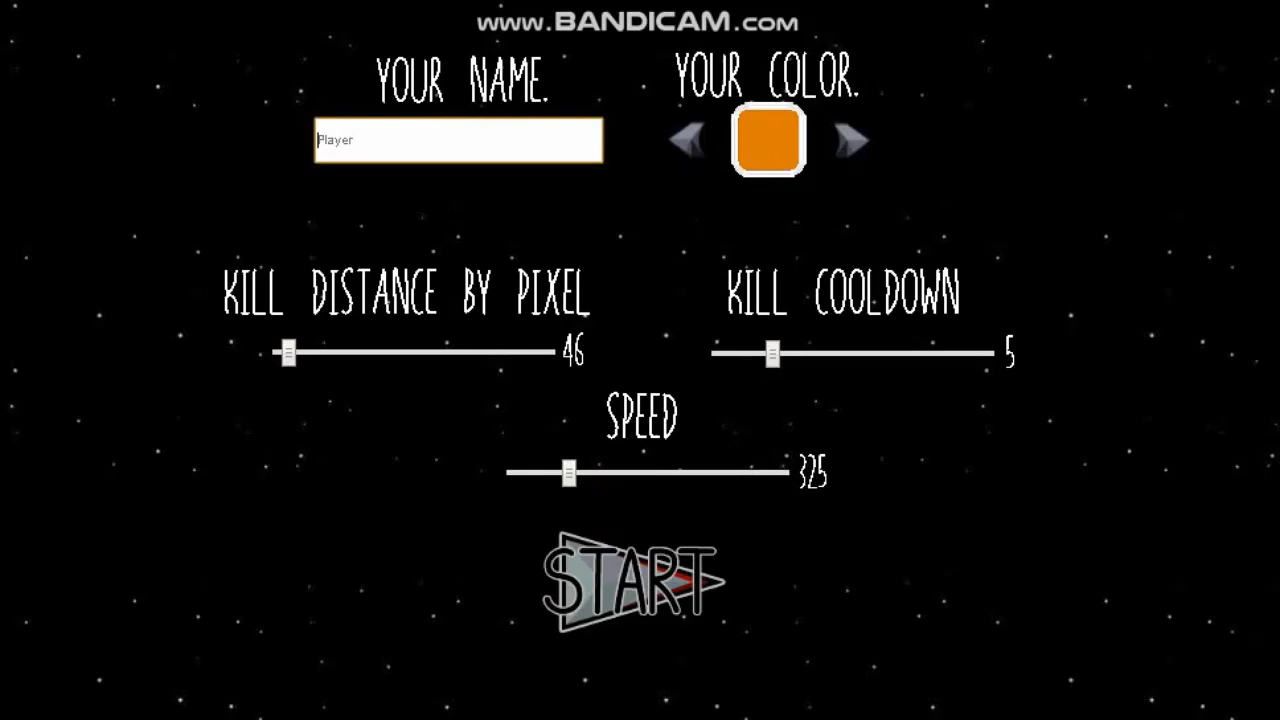 www.BANDICAM.com
YOUR NAME.
YOUR COLOR.
Player
KILL DISTANCE BY PIXEL
KILL COOLDOWN
46
5
SPEED
325
START